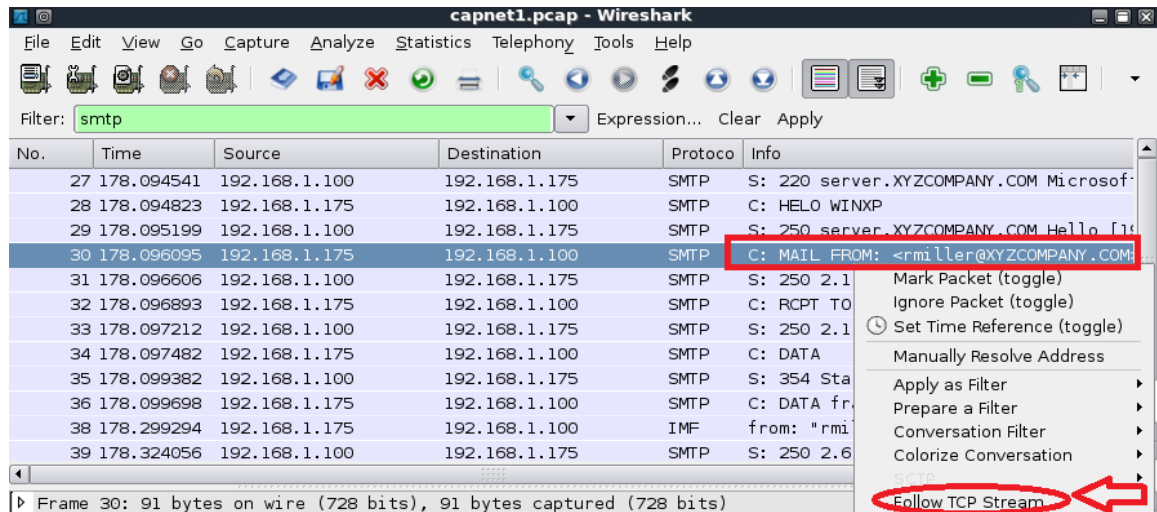 capnet1.pcap - Wireshark
File Edit View Go Capture Analyze Statistics Telephony Tools Help
Filter: smtp Expression... Clear Apply
No. Time Source Destination Protoco Info
27 178.094541 192.168.1.100 192.168.1.175 SMTP S: 220 server.XYZCOMPANY.COM Microsof
28 178.094823 192.168.1.175 192.168.1.100 SMTP C: HELO WINXP
29 178.095199 192.168.1.100 192.168.1.175 SMTP S: 250 server.XYZCOMPANY.COM Hello [19
30 178.096095 192.168.1.175 192.168.1.100 SMTP C: MAIL FROM: <rmiller@XYZCOMPANY.COM>
31 178.096606 192.168.1.100 192.168.1.175 SMTP S: 250 2.1
32 178.096893 192.168.1.175 192.168.1.100 SMTP C: RCPT TO
33 178.097212 192.168.1.100 192.168.1.175 SMTP S: 250 2.1
34 178.097482 192.168.1.175 192.168.1.100 SMTP C: DATA
35 178.099382 192.168.1.100 192.168.1.175 SMTP S: 354 Sta
36 178.099698 192.168.1.175 192.168.1.100 SMTP C: DATA fr
38 178.299294 192.168.1.175 192.168.1.100 IMF from: "rmi
39 178.324056 192.168.1.100 192.168.1.175 SMTP S: 250 2.6
Mark Packet (toggle)
Ignore Packet (toggle)
Set Time Reference (toggle)
Manually Resolve Address
Apply as Filter
Prepare a Filter
Conversation Filter
Colorize Conversation
SCTP
Follow TCP Stream
Frame 30: 91 bytes on wire (728 bits), 91 bytes captured (728 bits)